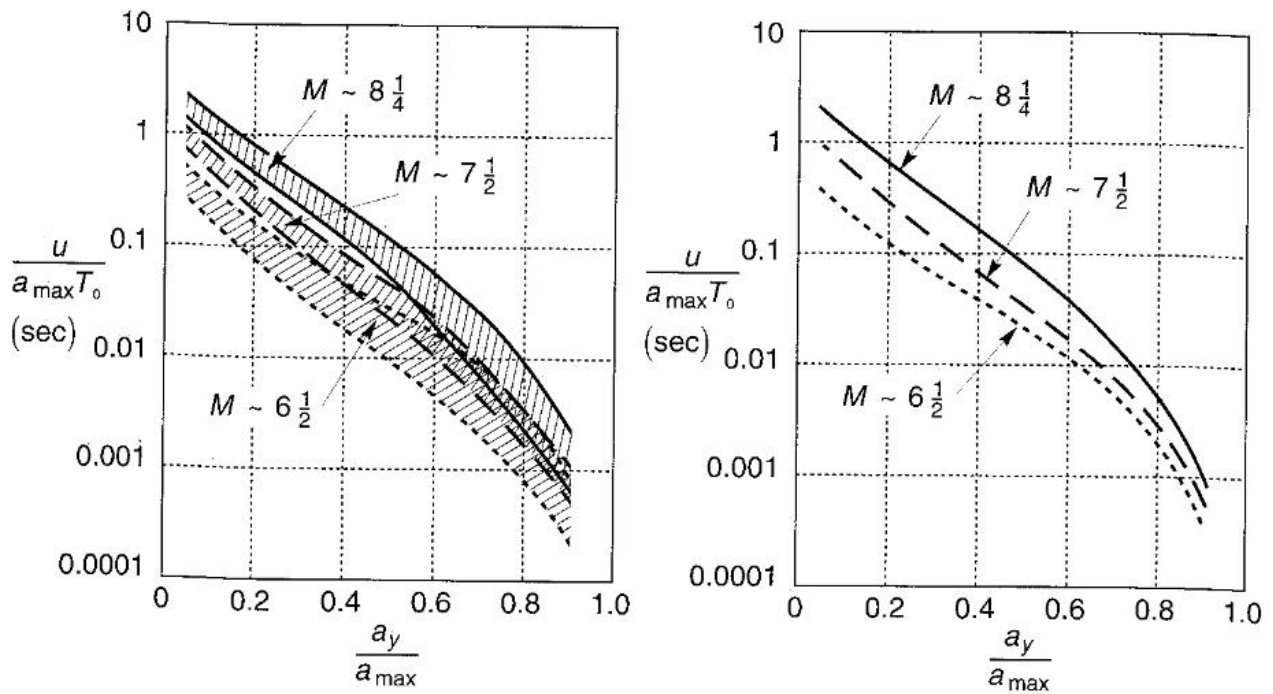 10
1
0.1
0.01
0.001
0.0001
u
a max T₀
(sec)
M ~ 8 1/4
M ~ 7 1/2
M ~ 6 1/2
0 0.2 0.4 0.6 0.8 1.0
a y
a max
10
1
0.1
0.01
0.001
0.0001
u
a max T₀
(sec)
M ~ 8 1/4
M ~ 7 1/2
M ~ 6 1/2
0 0.2 0.4 0.6 0.8 1.0
a y
a max